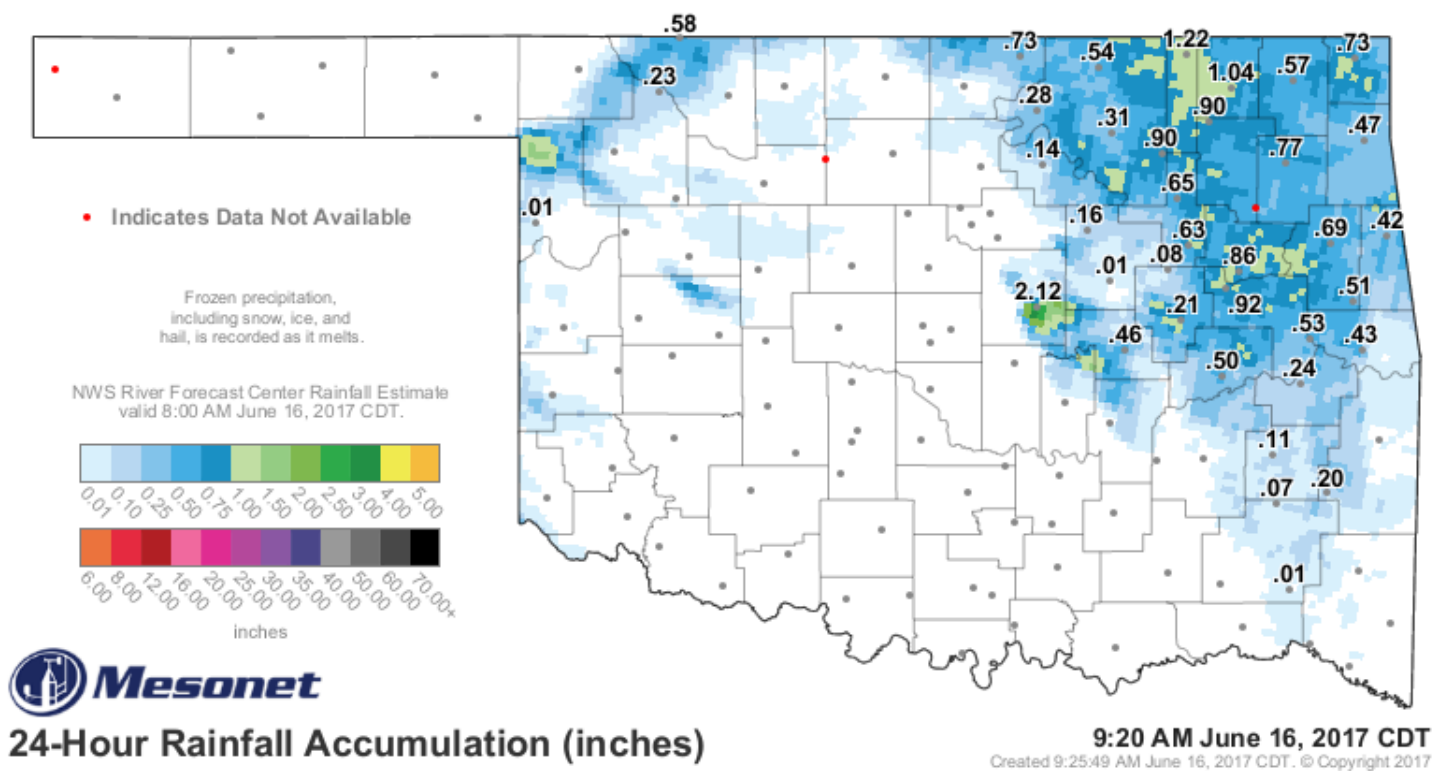 .58
.23
.73
.54
1.22
1.04
.57
.73
.28
.31
.90
.47
.14
.90
.77
.65
.01
.16
.63
.69
.42
.08
.86
.01
2.12
.21
.92
.51
.46
.53
.43
.50
.24
.11
.07
.20
.01
Indicates Data Not Available
Frozen precipitation,
including snow, ice, and
hail, is recorded as it melts.
NWS River Forecast Center Rainfall Estimate
valid 8:00 AM June 16, 2017 CDT.
0.01 0.10 0.25 0.50 0.75 1.00 1.50 2.00 2.50 3.00 4.00 5.00
6.00 8.00 12.00 16.00 20.00 25.00 30.00 35.00 40.00 50.00 60.00 70.00+
inches
Mesonet
24-Hour Rainfall Accumulation (inches)
9:20 AM June 16, 2017 CDT
Created 9:25:49 AM June 16, 2017 CDT. © Copyright 2017